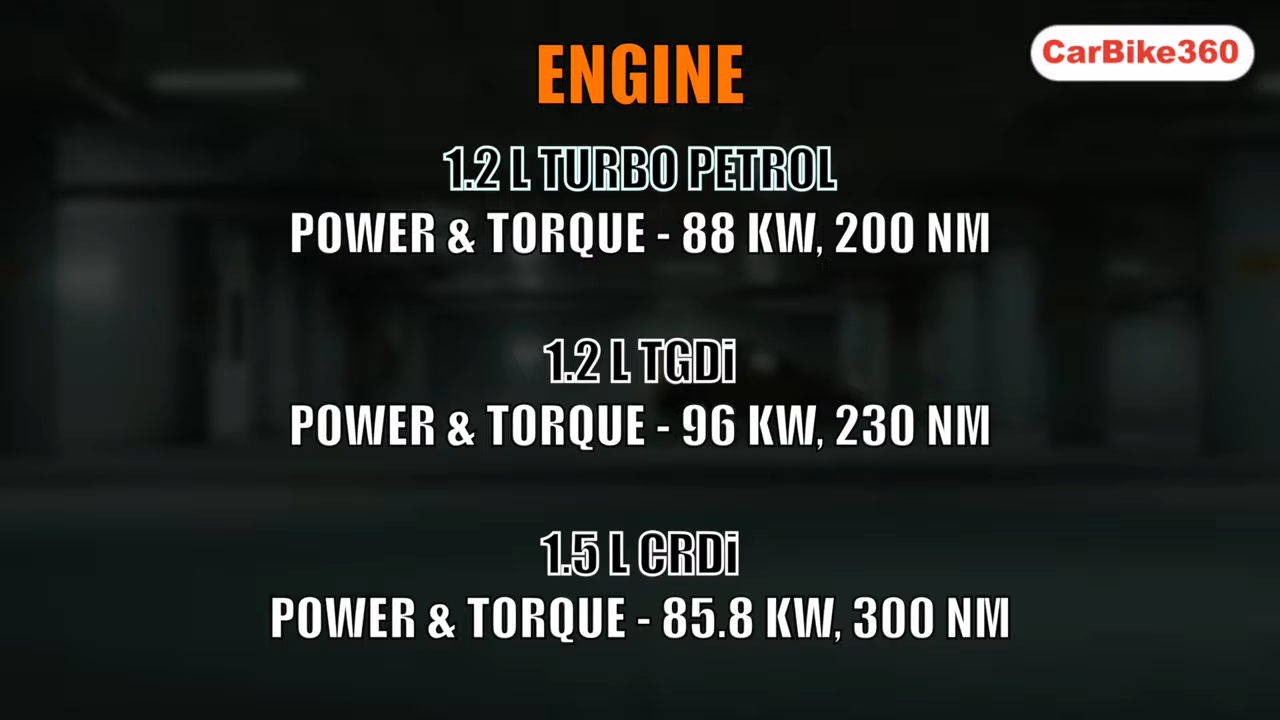 ENGINE
CarBike360
1.2 L TURBO PETROL
POWER & TORQUE - 88 KW, 200 NM
1.2 L TGDi
POWER & TORQUE - 96 KW, 230 NM
1.5 L CRDi
POWER & TORQUE - 85.8 KW, 300 NM